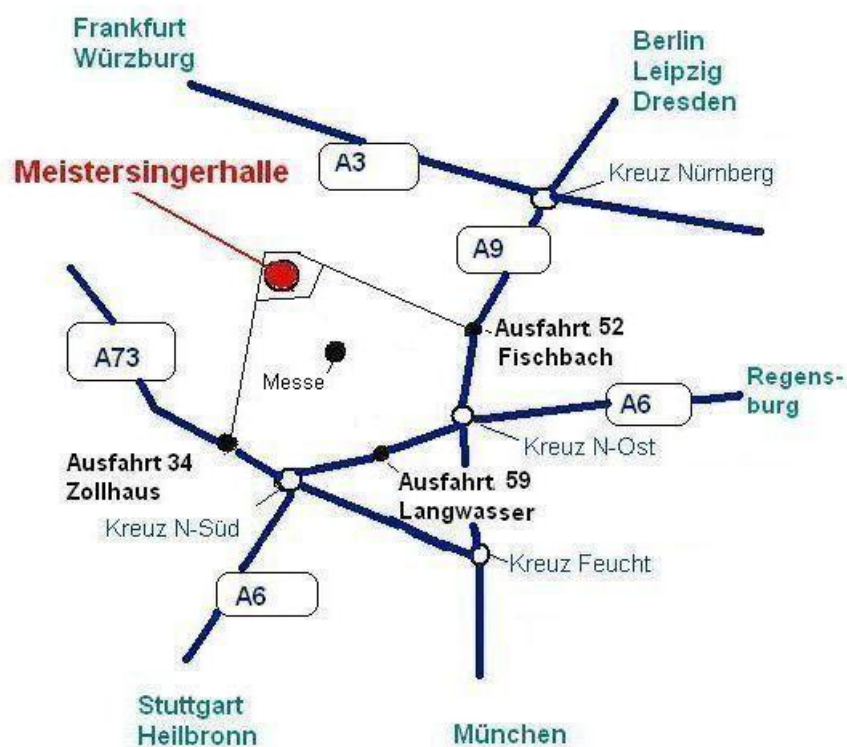 Frankfurt
Würzburg
Berlin
Leipzig
Dresden
A3
Meistersingerhalle
Kreuz Nürnberg
A9
Ausfahrt 52
Fischbach
A73
Messe
Regens-
burg
A6
Kreuz N-Ost
Ausfahrt 34
Zollhaus
Ausfahrt 59
Langwasser
Kreuz N-Süd
Kreuz Feucht
A6
Stuttgart
Heilbronn
München